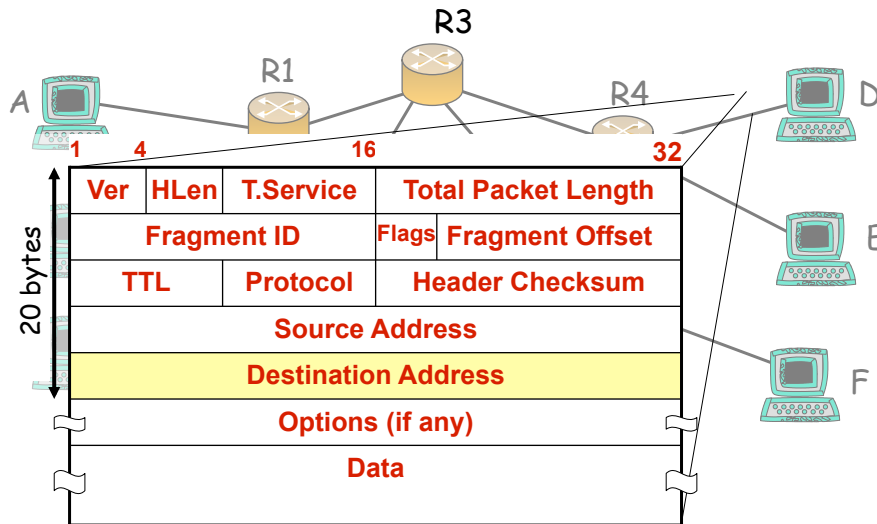 R3
A
R1
R4
D
1 4 16 32
Ver HLen T.Service Total Packet Length
Fragment ID Flags Fragment Offset
TTL Protocol Header Checksum
20 bytes
Source Address
E
Destination Address
F
Options (if any)
Data